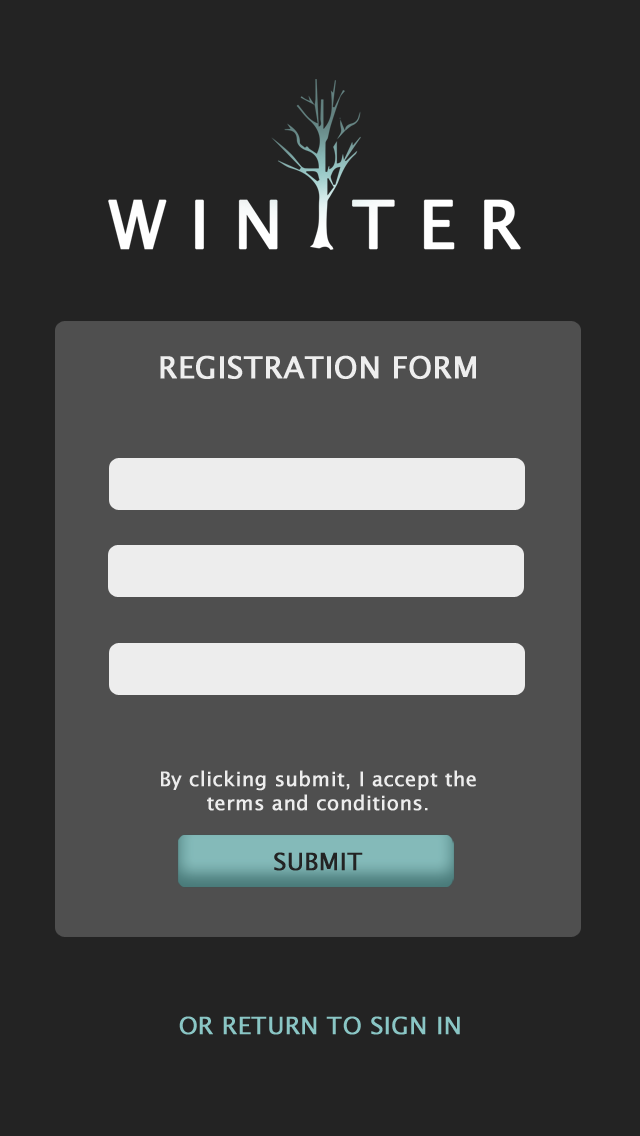 WINTER
REGISTRATION FORM
By clicking submit, I accept the
terms and conditions.
SUBMIT
OR RETURN TO SIGN IN